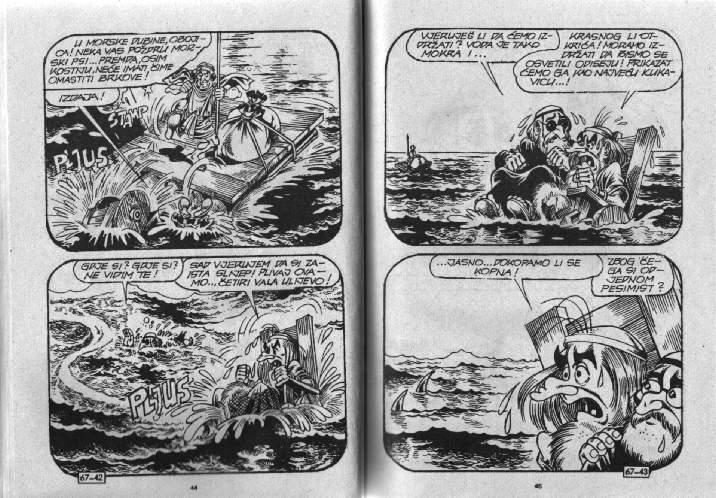 U MORSKE DUBINE, OBOJI-
CA! NEKA VAS POŽDRU MOR-
SKI PSI... PREMDA, OSIM
KOSTIJU, NEĆE IMATI ČIME
OMASTITI BRKOVE!
IZDAJA!
STAMP
PLJUS
GDJE SI? GDJE SI?
NE VIDIM TE!
SAD VJERUJEM DA SI ZA-
ISTA SLIJEP! PLIVAJ OVA-
MO... ČETIRI VALA ULIJEVO!
PLJUS
67-42
44
VJERUJEŠ LI DA ĆEMO IZ-
DRŽATI? VODA JE TAKO
MOKRA I...
KRASNOG LI OT-
KRIĆA! MORAMO IZ-
DRŽATI DA BISMO SE
OSVETILI ODISEJU! PRIKAZAT
ĆEMO GA KAO NAJVEĆU KUKA-
VICU...!
...JASNO... DOKOPAMO LI SE
KOPNA!
ZBOG ČE-
GA SI OD-
JEDNOM
PESIMIST?
67-43
45